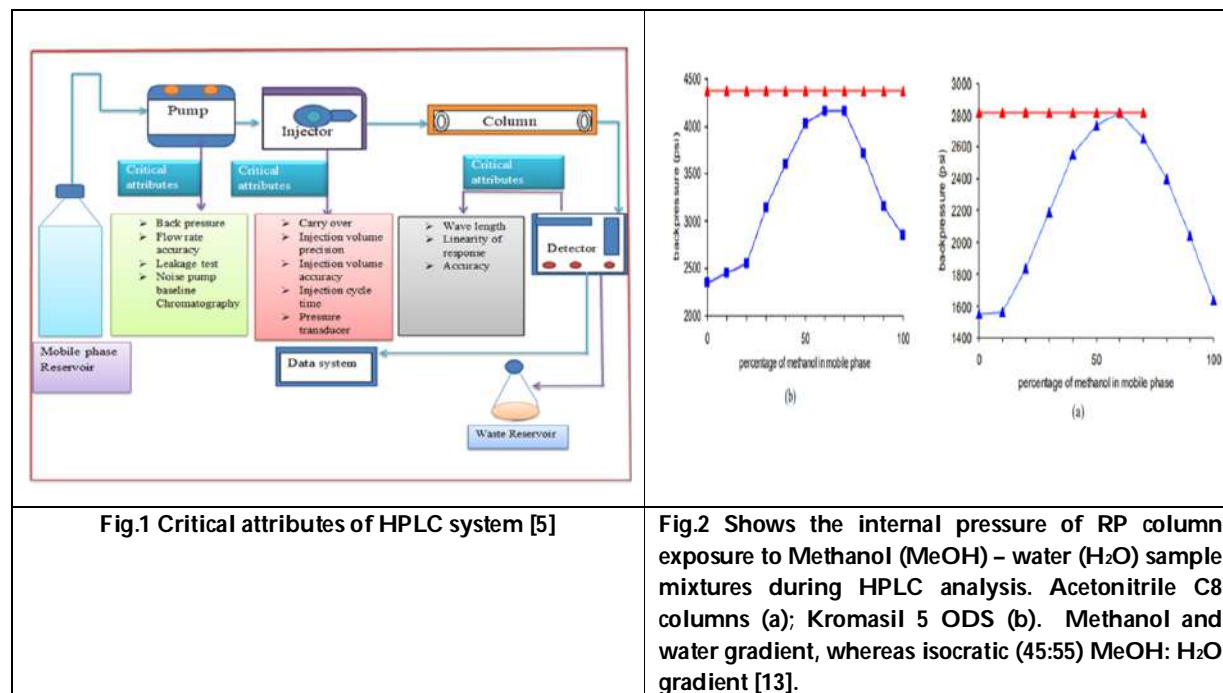 Pump
Injector
Column
Critical
attributes
Critical
attributes
Critical
attributes
➢ Back pressure
➢ Flow rate
accuracy
➢ Leakage test
➢ Noise pump
baseline
Chromatography
➢ Carry over
➢ Injection volume
precision
➢ Injection volume
accuracy
➢ Injection cycle
time
➢ Pressure
transducer
➢ Wave length
➢ Linearity of
response
➢ Accuracy
Detector
Mobile phase
Reservoir
Data system
Waste Reservoir
4500
4000
3500
3000
2500
2000
backpressure (psi)
0
50
100
percentage of methanol in mobile phase
(b)
3000
2800
2600
2400
2200
2000
1800
1600
1400
backpressure (psi)
0
50
100
percentage of methanol in mobile phase
(a)
Fig.1 Critical attributes of HPLC system [5]
Fig.2 Shows the internal pressure of RP column
exposure to Methanol (MeOH) – water (H₂O) sample
mixtures during HPLC analysis. Acetonitrile C8
columns (a); Kromasil 5 ODS (b). Methanol and
water gradient, whereas isocratic (45:55) MeOH: H₂O
gradient [13].